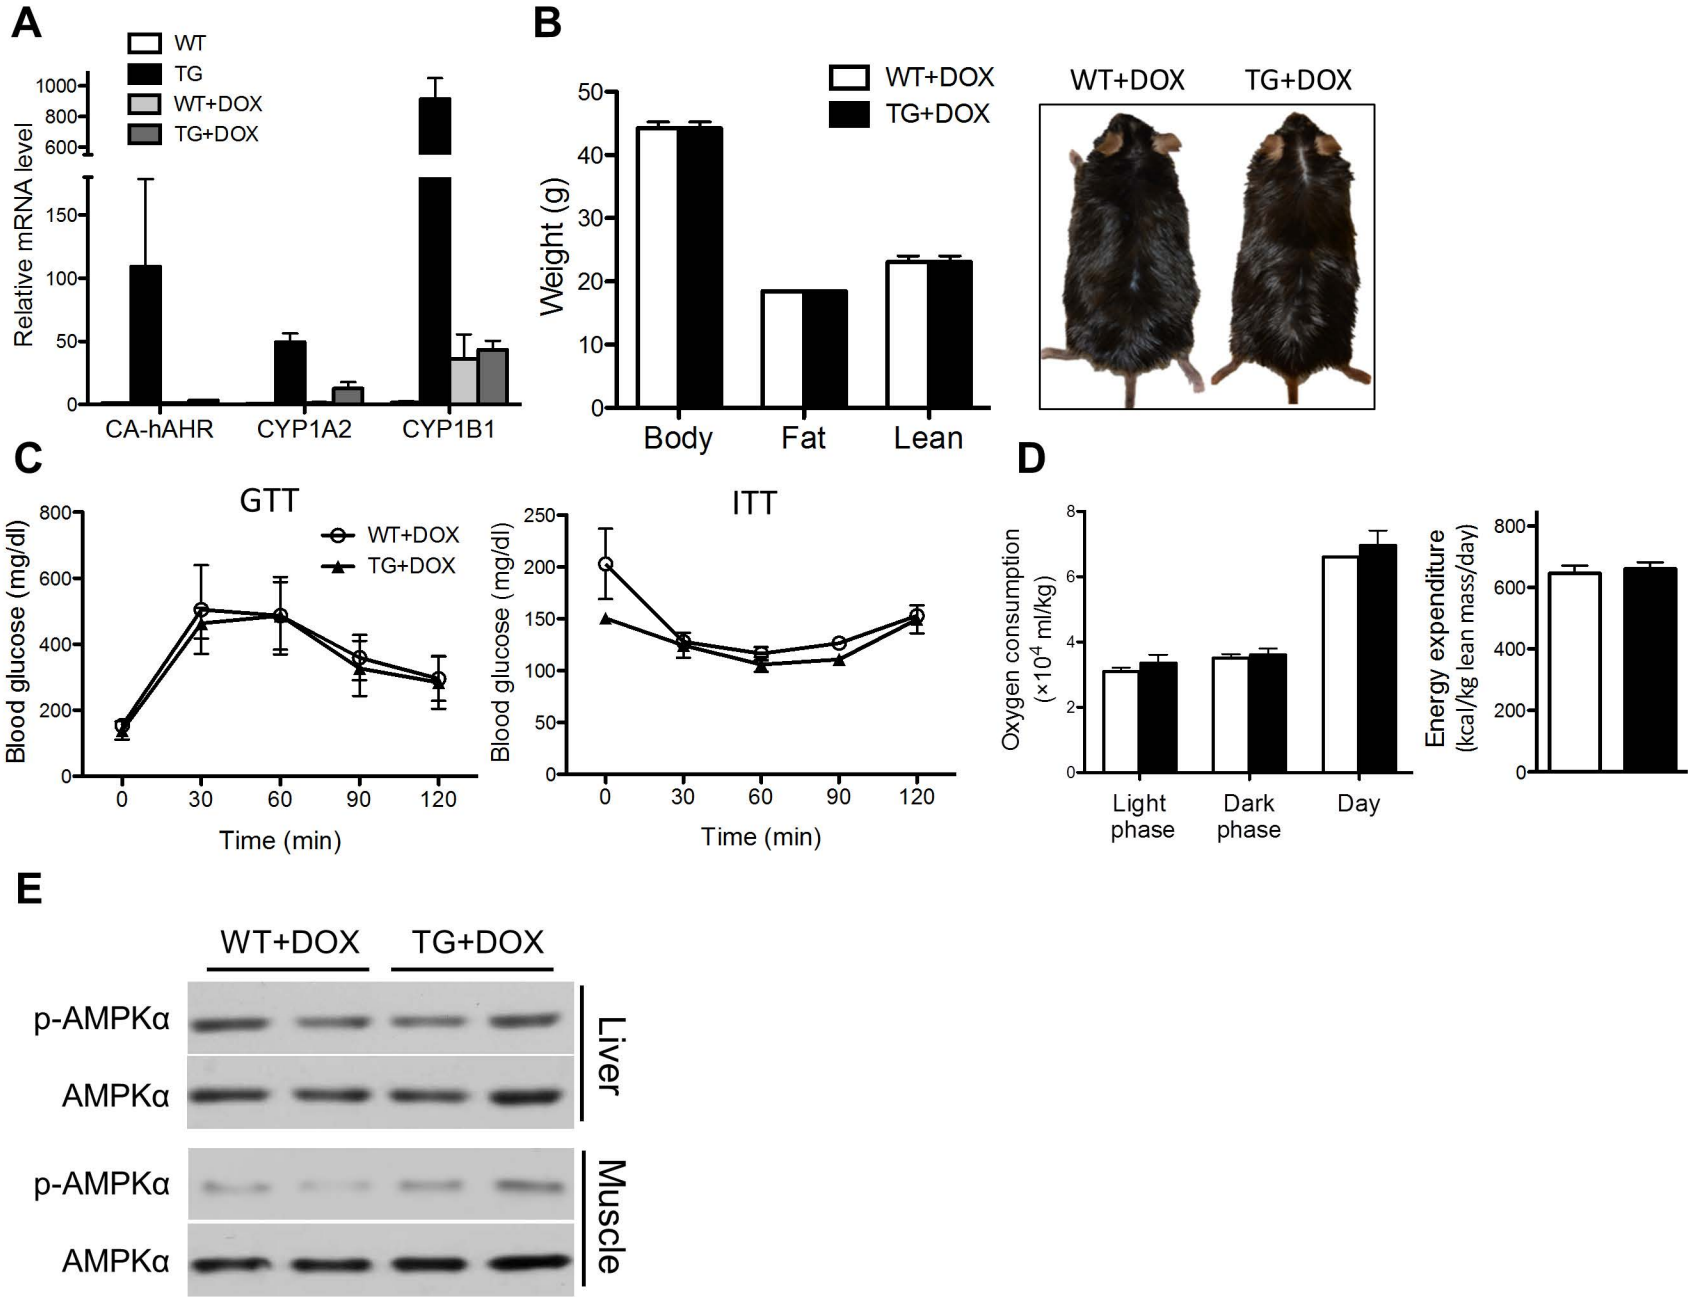 A
WT
TG
WT+DOX
TG+DOX
Relative mRNA level
1000
800
600
150
100
50
0
CA-hAHR
CYP1A2
CYP1B1
B
WT+DOX
TG+DOX
Weight (g)
50
40
30
20
10
0
Body
Fat
Lean
WT+DOX
TG+DOX
C
GTT
WT+DOX
TG+DOX
Blood glucose (mg/dl)
800
600
400
200
0
0
30
60
90
120
Time (min)
ITT
Blood glucose (mg/dl)
250
200
150
100
50
0
0
30
60
90
120
Time (min)
D
Oxygen consumption
(×10⁴ ml/kg)
8
6
4
2
0
Light
phase
Dark
phase
Day
Energy expenditure
(kcal/kg lean mass/day)
800
600
400
200
0
E
WT+DOX
TG+DOX
p-AMPKα
AMPKα
Liver
p-AMPKα
AMPKα
Muscle